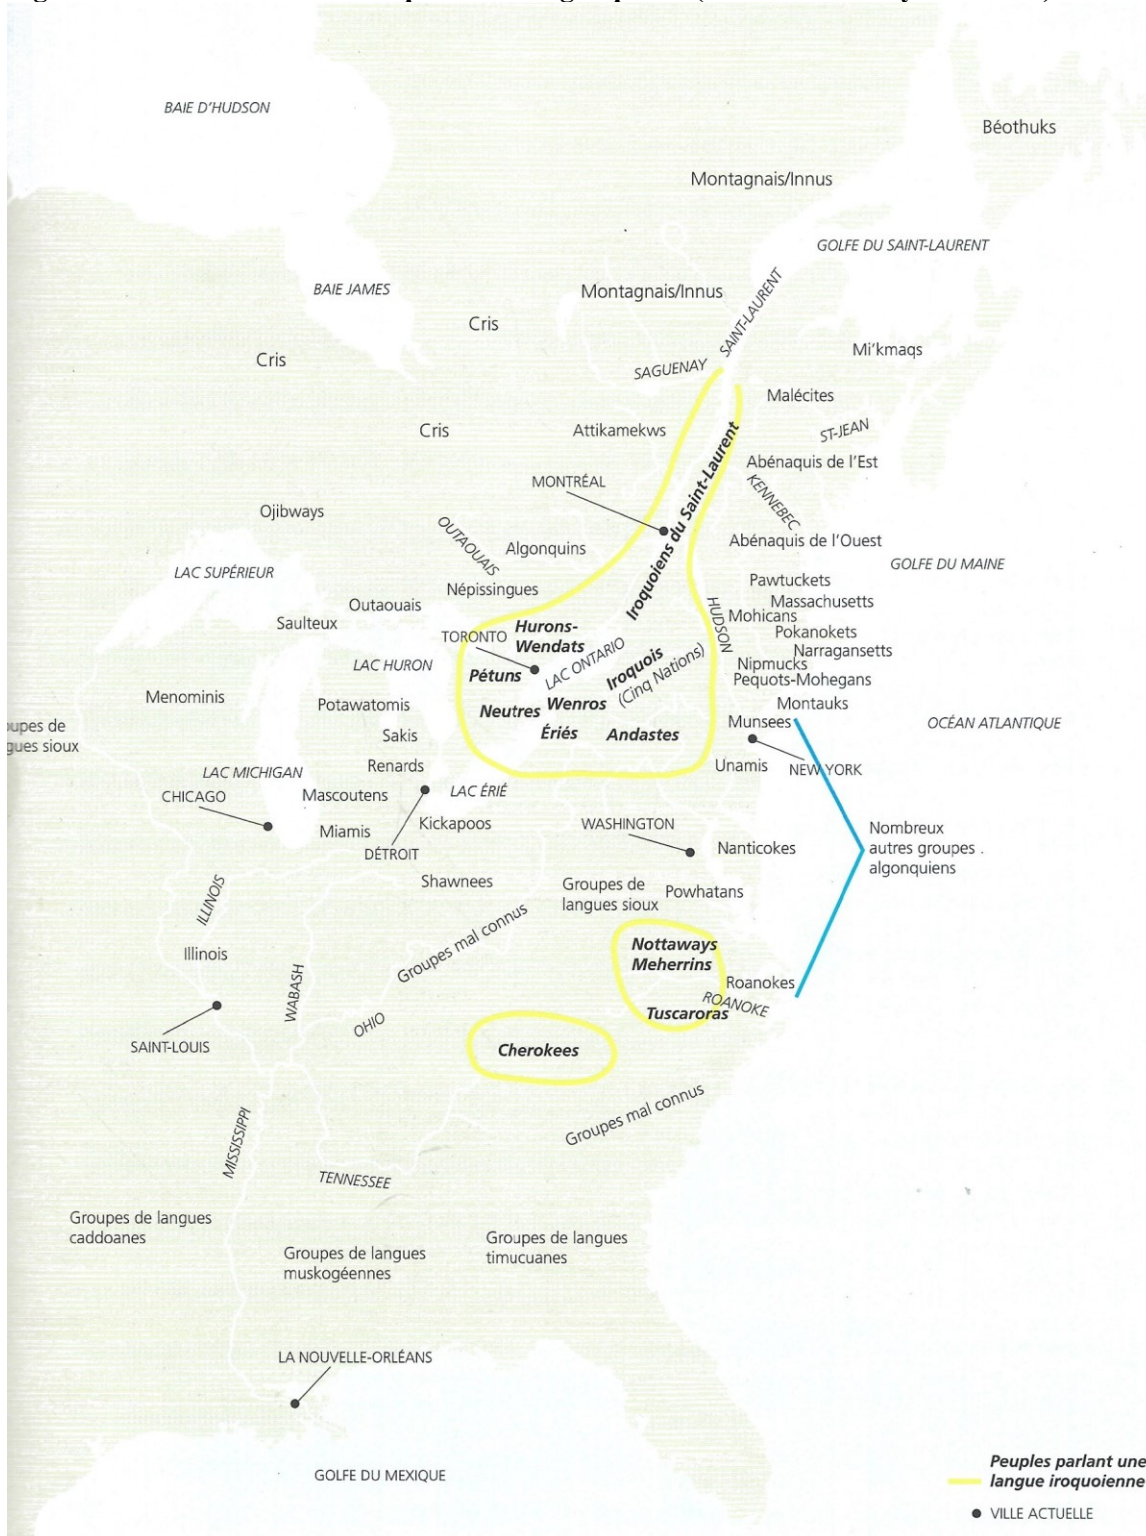 BAIE D'HUDSON
Béothuks
Montagnais/Innus
GOLFE DU SAINT-LAURENT
BAIE JAMES
Montagnais/Innus
SAINT-LAURENT
Cris
Cris
Mi'kmaqs
SAGUENAY
Malécites
Cris
Attikamekws
ST-JEAN
Abénaquis de l'Est
MONTRÉAL
KENNEBEC
Iroquoiens du Saint-Laurent
Ojibways
OUTAOUAIS
Algonquins
Abénaquis de l'Ouest
GOLFE DU MAINE
LAC SUPÉRIEUR
Népissingues
Pawtuckets
Massachusetts
Outaouais
HUDSON
Mohicans
Saulteux
TORONTO
Hurons-
Wendats
Pokanokets
Narragansetts
LAC HURON
LAC ONTARIO
Iroquois
(Cinq Nations)
Nipmucks
Pétuns
Pequots-Mohegans
Menominis
Potawatomis
Neutres
Wenros
Montauks
Munsees
OCÉAN ATLANTIQUE
oupes de
gues sioux
Sakis
Ériés
Andastes
Renards
Unamis
NEW YORK
LAC MICHIGAN
CHICAGO
Mascoutens
LAC ÉRIÉ
Miamis
Kickapoos
WASHINGTON
DÉTROIT
Nanticokes
Nombreux
autres groupes .
algonquiens
Shawnees
Groupes de
langues sioux
Powhatans
ILLINOIS
Groupes mal connus
Illinois
Nottaways
Meherrins
WABASH
Roanokes
ROANOKE
Tuscaroras
OHIO
SAINT-LOUIS
Cherokees
MISSISSIPPI
Groupes mal connus
TENNESSEE
Groupes de langues
caddoanes
Groupes de langues
muskogéennes
Groupes de langues
timucuanes
LA NOUVELLE-ORLÉANS
GOLFE DU MEXIQUE
Peuples parlant une
langue iroquoienne
VILLE ACTUELLE